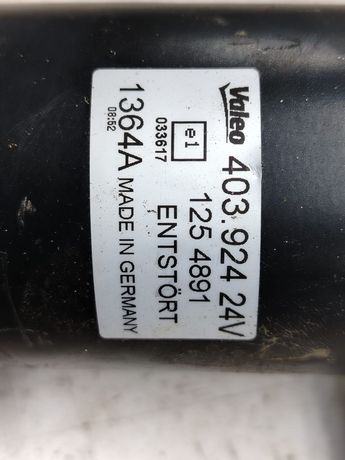 Valeo 403.924 24V
e1 125 4891
033617 ENTSTÖRT
1364A MADE IN GERMANY
08:52